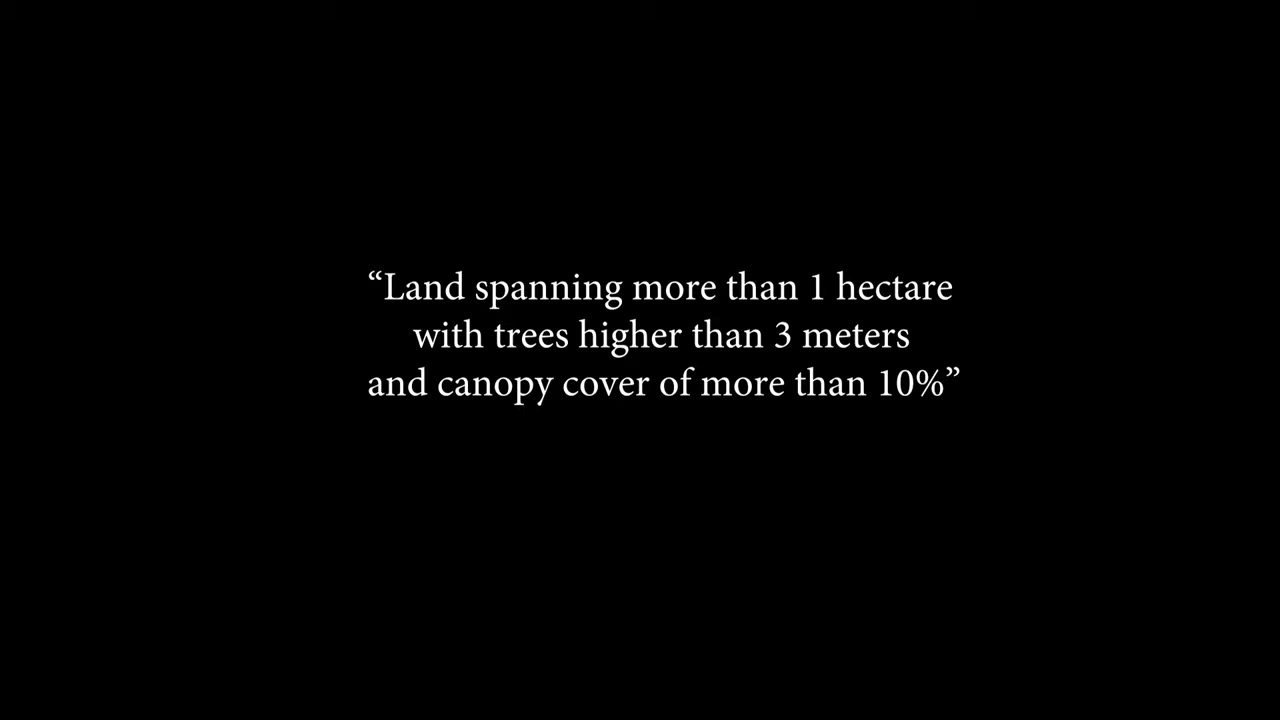 “Land spanning more than 1 hectare
with trees higher than 3 meters
and canopy cover of more than 10%”